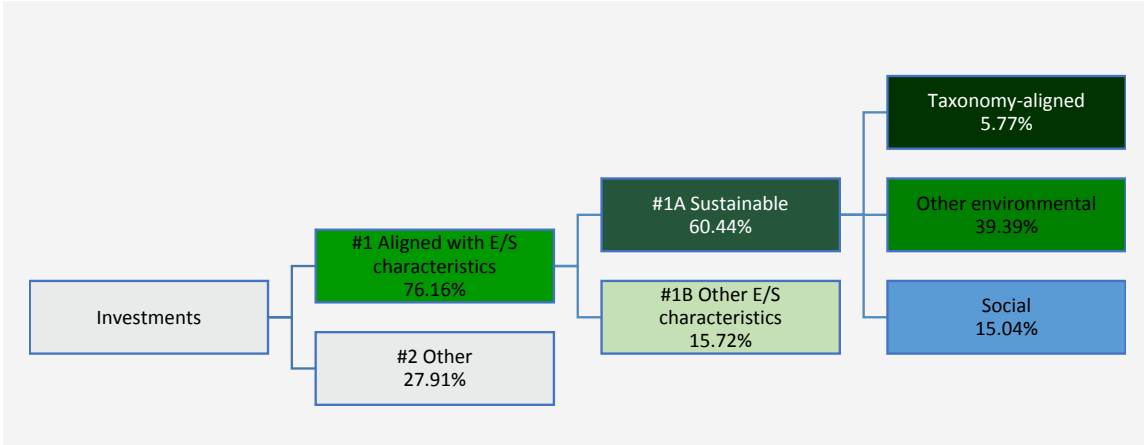 Investments
#1 Aligned with E/S
characteristics
76.16%
#2 Other
27.91%
#1A Sustainable
60.44%
#1B Other E/S
characteristics
15.72%
Taxonomy-aligned
5.77%
Other environmental
39.39%
Social
15.04%